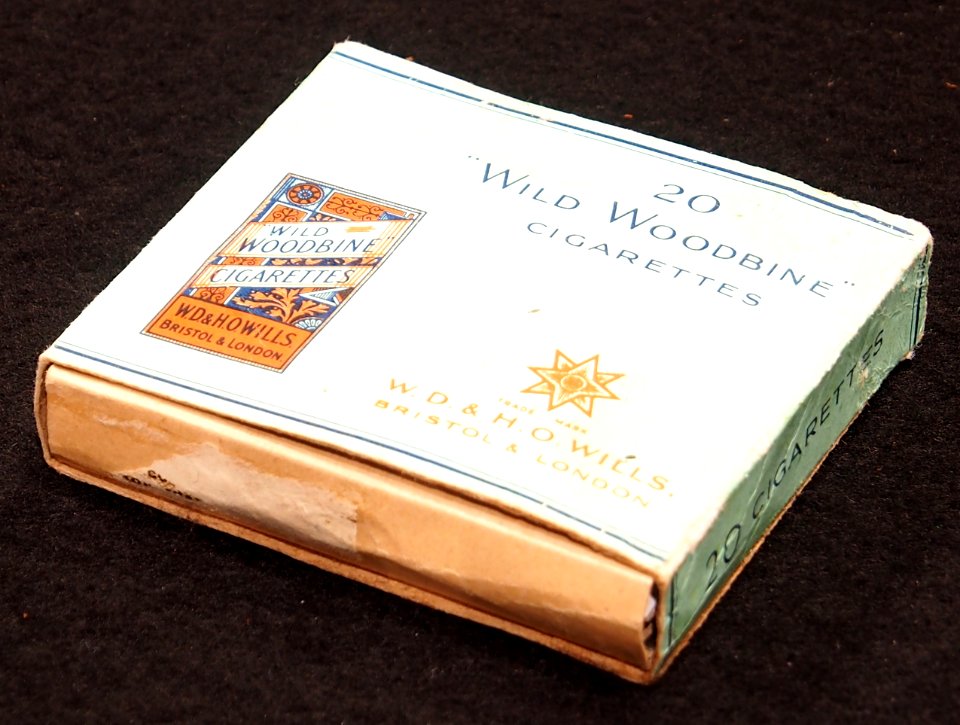 20
"WILD WOODBINE"
CIGARETTES
"WILD
WOODBINE"
CIGARETTES
W.D.& H.O.WILLS
BRISTOL & LONDON
TRADE MARK
W. D. & H. O. WILLS.
BRISTOL & LONDON
20 CIGARETTES